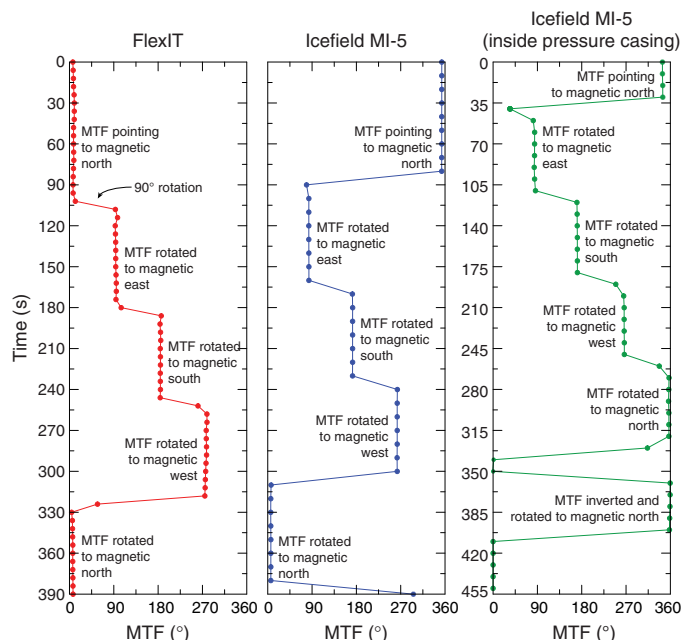 FlexIT
0
30
60
90
120
150
180
210
240
270
300
330
360
390
Time (s)
MTF pointing
to magnetic
north
90° rotation
MTF rotated
to magnetic
east
MTF rotated
to magnetic
south
MTF rotated
to magnetic
west
MTF rotated
to magnetic
north
0
90
180
270
360
MTF (°)
Icefield MI-5
MTF pointing
to magnetic
north
MTF rotated
to magnetic
east
MTF rotated
to magnetic
south
MTF rotated
to magnetic
west
MTF rotated
to magnetic
north
0
90
180
270
360
MTF (°)
Icefield MI-5
(inside pressure casing)
0
35
70
105
140
175
210
245
280
315
350
385
420
455
MTF pointing
to magnetic north
MTF rotated
to magnetic
east
MTF rotated
to magnetic
south
MTF rotated
to magnetic
west
MTF rotated
to magnetic
north
MTF inverted and
rotated to magnetic north
0
90
180
270
360
MTF (°)